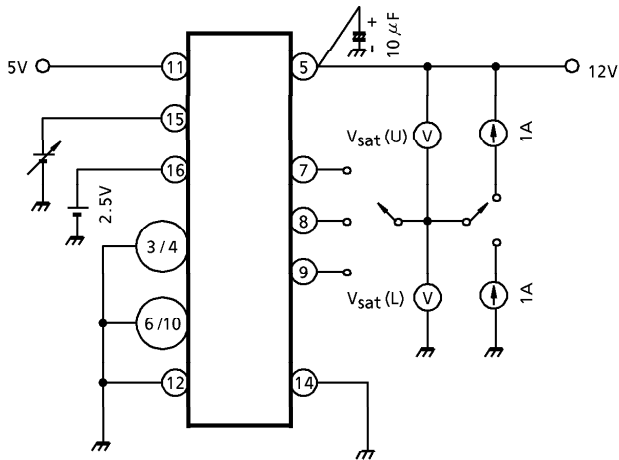 5V
11
5
+
-
10 μF
12V
15
Vsat (U)
V
1A
16
2.5V
7
8
3/4
9
Vsat (L)
V
1A
6/10
12
14